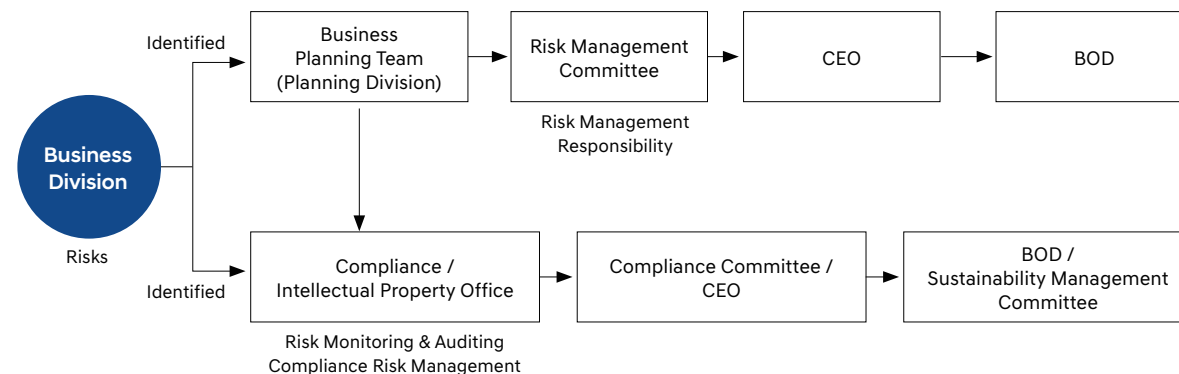 Identified
Business
Planning Team
(Planning Division)
Risk Management
Committee
CEO
BOD
Risk Management
Responsibility
Business
Division
Risks
Identified
Compliance /
Intellectual Property Office
Compliance Committee /
CEO
BOD /
Sustainability Management
Committee
Risk Monitoring & Auditing
Compliance Risk Management